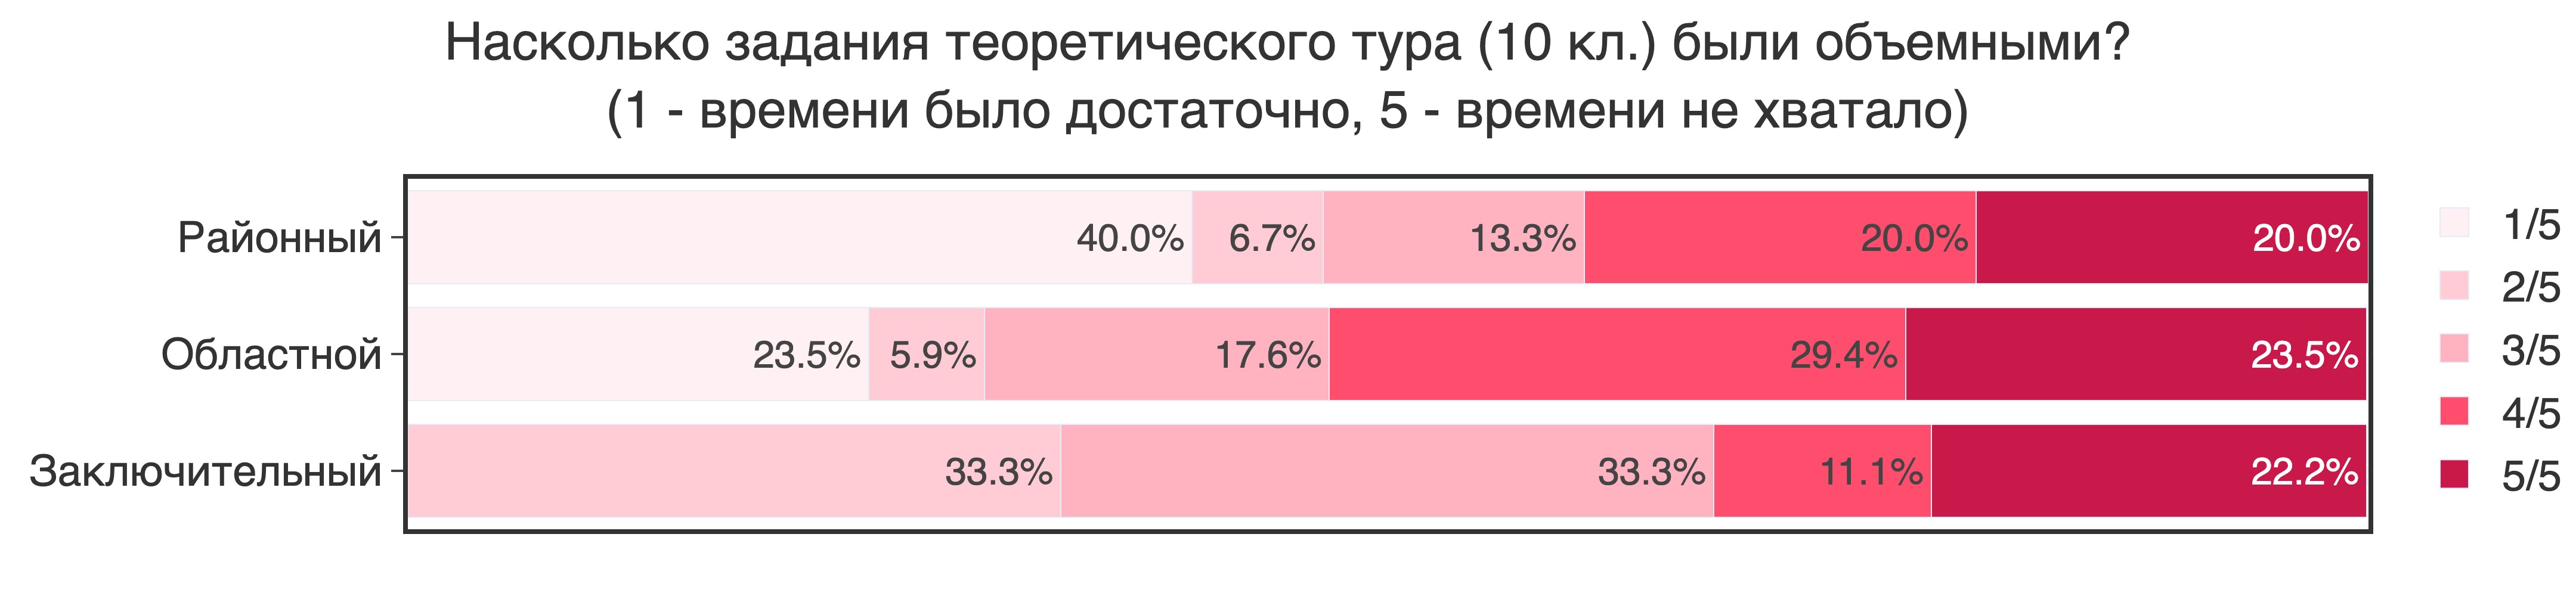 Насколько задания теоретического тура (10 кл.) были объемными?
(1 - времени было достаточно, 5 - времени не хватало)
Районный 40.0% 6.7% 13.3% 20.0% 20.0%
Областной 23.5% 5.9% 17.6% 29.4% 23.5%
Заключительный 33.3% 33.3% 11.1% 22.2%
1/5
2/5
3/5
4/5
5/5